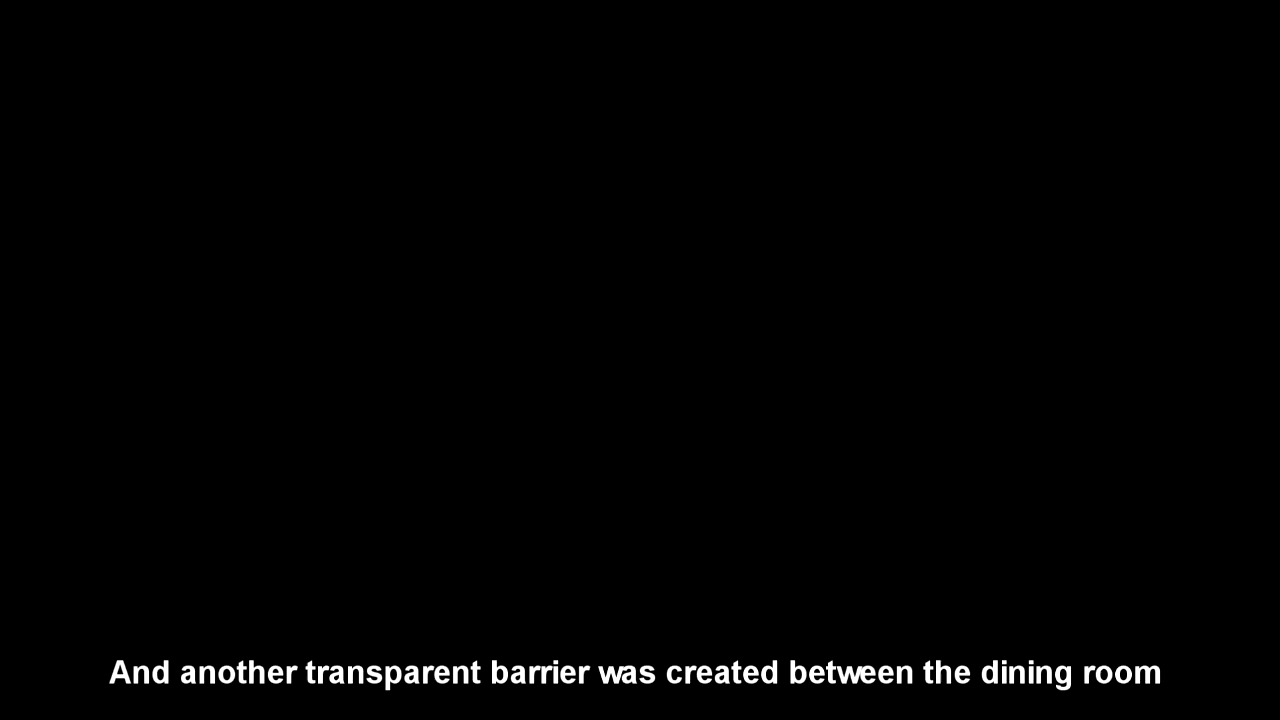 And another transparent barrier was created between the dining room